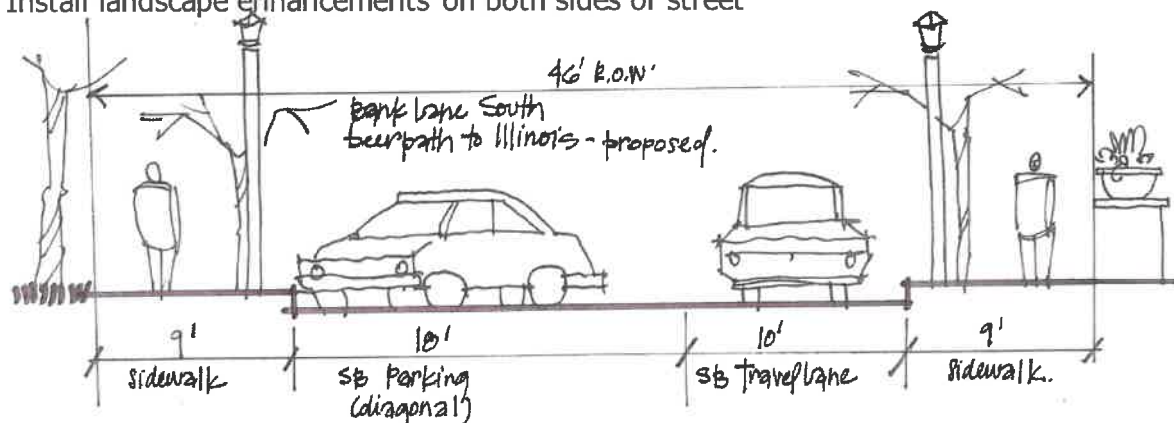 Install landscape enhancements on both sides of street
46' R.O.W.
Bank Lane South
Deerpath to Illinois - proposed.
9'
sidewalk
18'
SB Parking
(diagonal)
10'
SB Travel lane
9'
sidewalk.